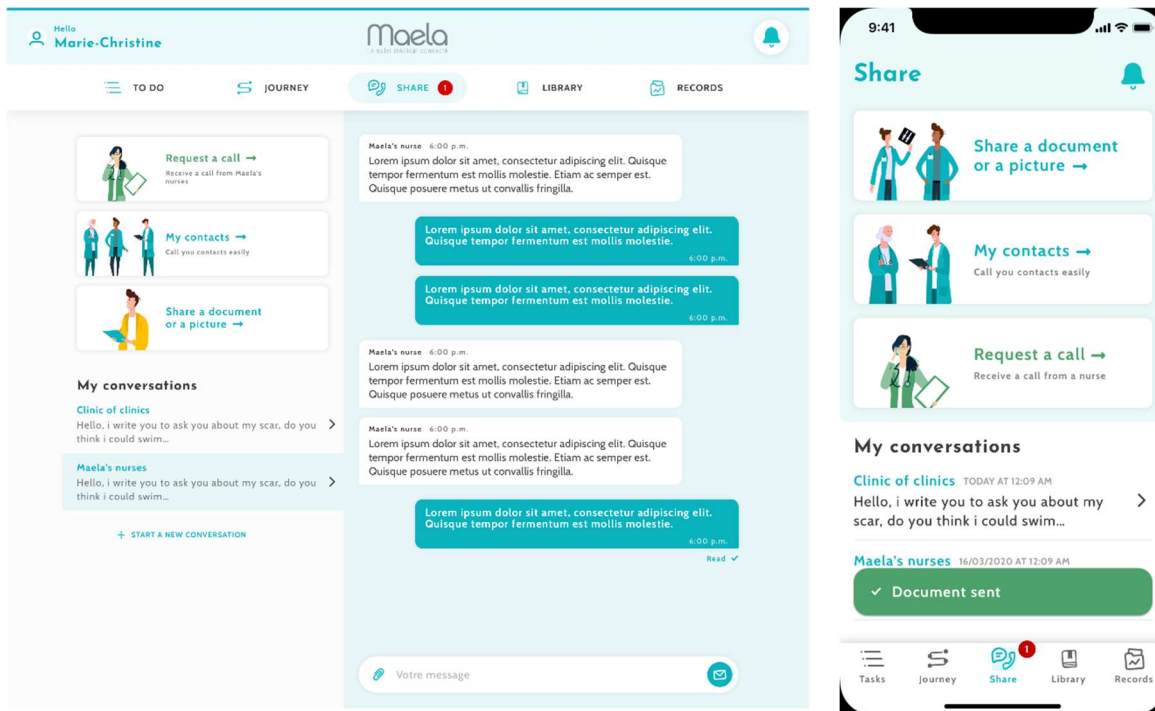 Hello
Marie-Christine
Maela
TO DO
JOURNEY
SHARE 1
LIBRARY
RECORDS
Request a call →
Receive a call from Maela's
nurses
My contacts →
Call you contacts easily
Share a document
or a picture →
My conversations
Clinic of clinics
Hello, i write you to ask you about my scar, do you
think i could swim...
Maela's nurses
Hello, i write you to ask you about my scar, do you
think i could swim...
+ START A NEW CONVERSATION
Maela's nurse 6:00 p.m.
Lorem ipsum dolor sit amet, consectetur adipiscing elit. Quisque
tempor fermentum est mollis molestie. Etiam ac semper est.
Quisque posuere metus ut convallis fringilla.
Lorem ipsum dolor sit amet, consectetur adipiscing elit.
Quisque tempor fermentum est mollis molestie.
6:00 p.m.
Lorem ipsum dolor sit amet, consectetur adipiscing elit.
Quisque tempor fermentum est mollis molestie.
6:00 p.m.
Maela's nurse 6:00 p.m.
Lorem ipsum dolor sit amet, consectetur adipiscing elit. Quisque
tempor fermentum est mollis molestie. Etiam ac semper est.
Quisque posuere metus ut convallis fringilla.
Maela's nurse 6:00 p.m.
Lorem ipsum dolor sit amet, consectetur adipiscing elit. Quisque
tempor fermentum est mollis molestie. Etiam ac semper est.
Quisque posuere metus ut convallis fringilla.
Lorem ipsum dolor sit amet, consectetur adipiscing elit.
Quisque tempor fermentum est mollis molestie.
6:00 p.m.
Read ✓
Votre message
9:41
Share
Share a document
or a picture →
My contacts →
Call you contacts easily
Request a call →
Receive a call from a nurse
My conversations
Clinic of clinics TODAY AT 12:09 AM
Hello, i write you to ask you about my
scar, do you think i could swim...
Maela's nurses 16/03/2020 AT 12:09 AM
✓ Document sent
1
Tasks
Journey
Share
Library
Records